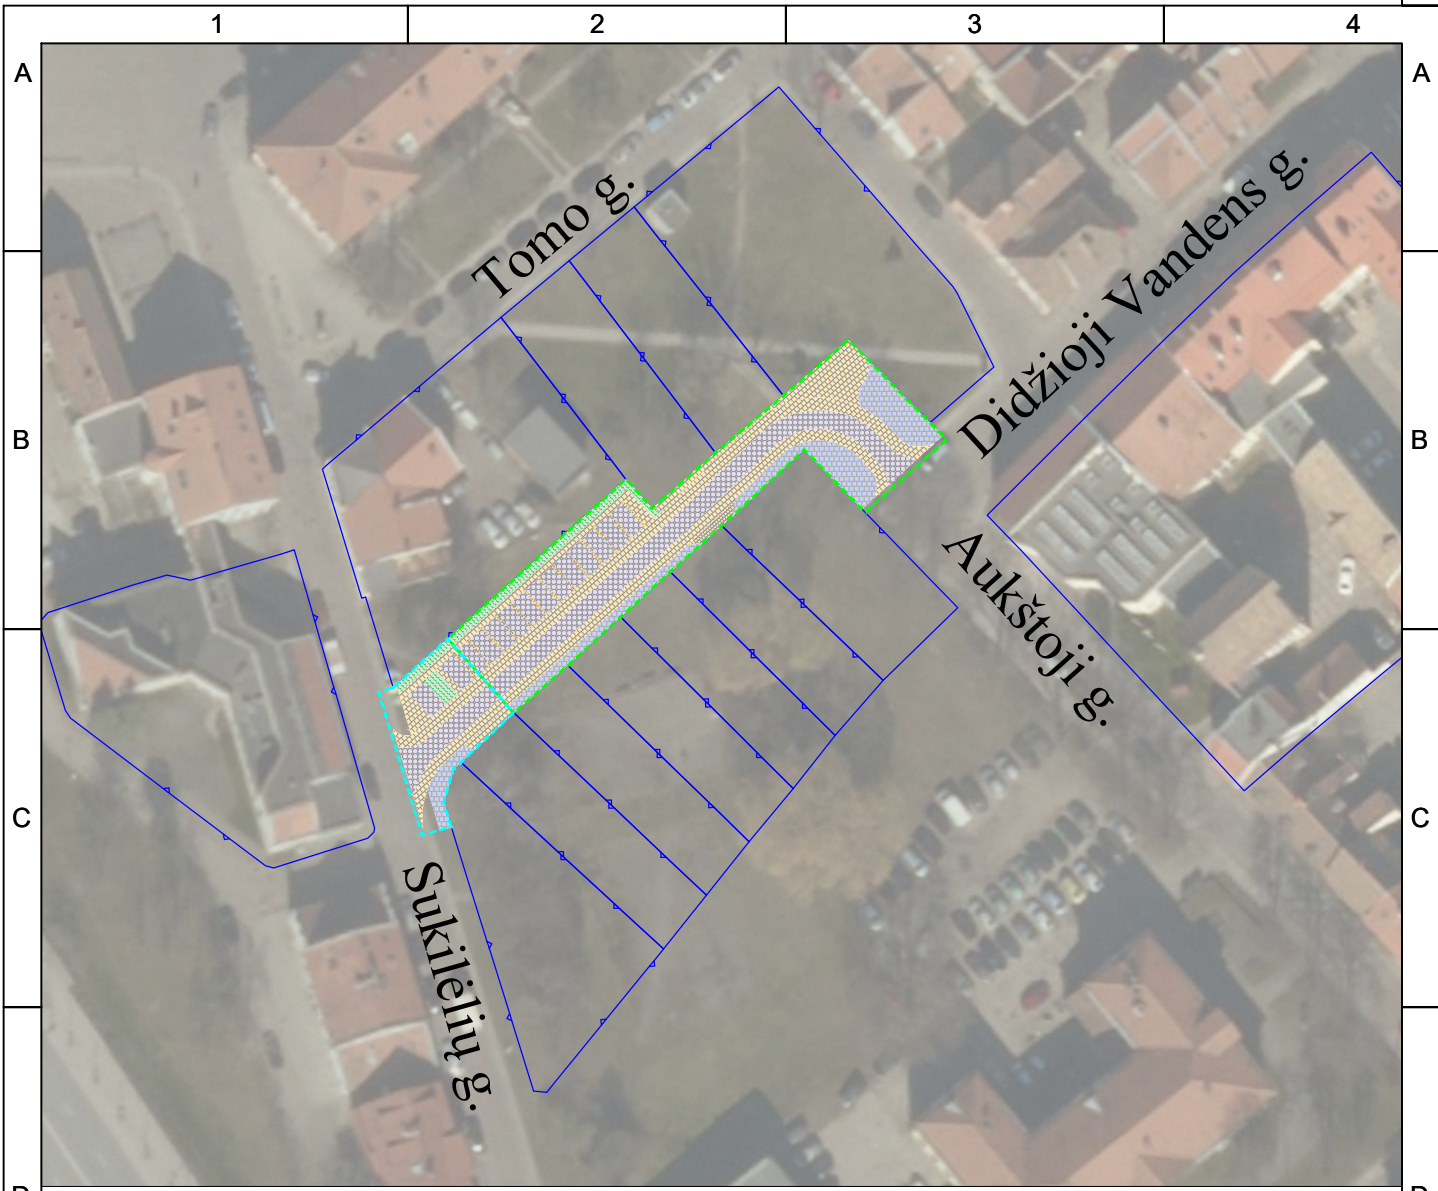 1 2 3 4
A A
Tomo g.
Didžioji Vandens g.
B B
Aukštoji g.
C C
Sukilėlių g.